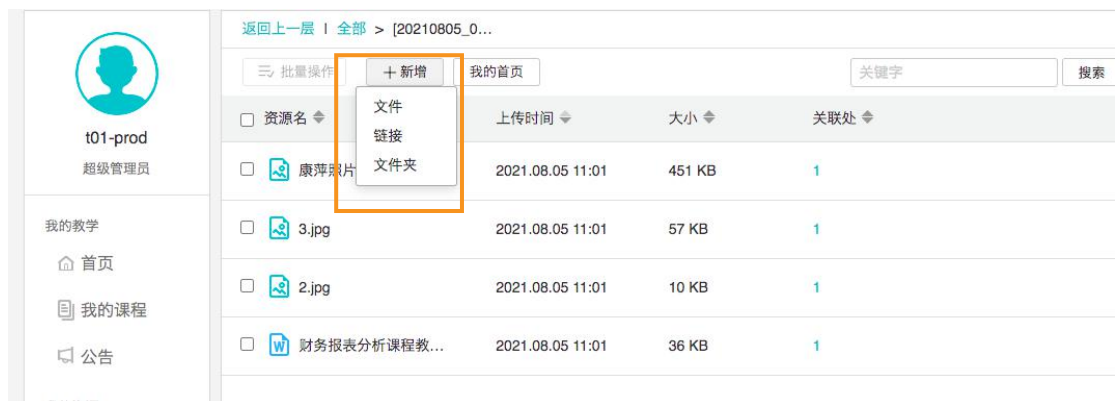 返回上一层 | 全部 > [20210805_0...
批量操作 ＋新增 我的首页 关键字 搜索
文件
链接
文件夹
资源名 上传时间 大小 关联处
t01-prod
超级管理员
康萍照片 2021.08.05 11:01 451 KB 1
3.jpg 2021.08.05 11:01 57 KB 1
2.jpg 2021.08.05 11:01 10 KB 1
W 财务报表分析课程教... 2021.08.05 11:01 36 KB 1
我的教学
首页
我的课程
公告